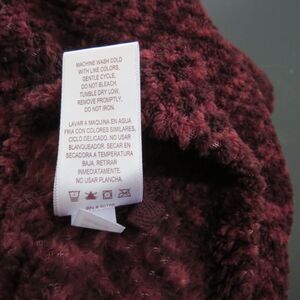 MACHINE WASH COLD
WITH LIKE COLORS,
GENTLE CYCLE,
DO NOT BLEACH,
TUMBLE DRY LOW,
REMOVE PROMPTLY,
DO NOT IRON.
LAVAR A MAQUINA EN AGUA
FRIA CON COLORES SIMILARES,
CICLO DELICADO, NO USAR
BLANQUEADOR, SECAR EN
SECADORA A TEMPERATURA
BAJA, RETIRAR
INMEDIATAMENTE,
NO USAR PLANCHA.
RN #